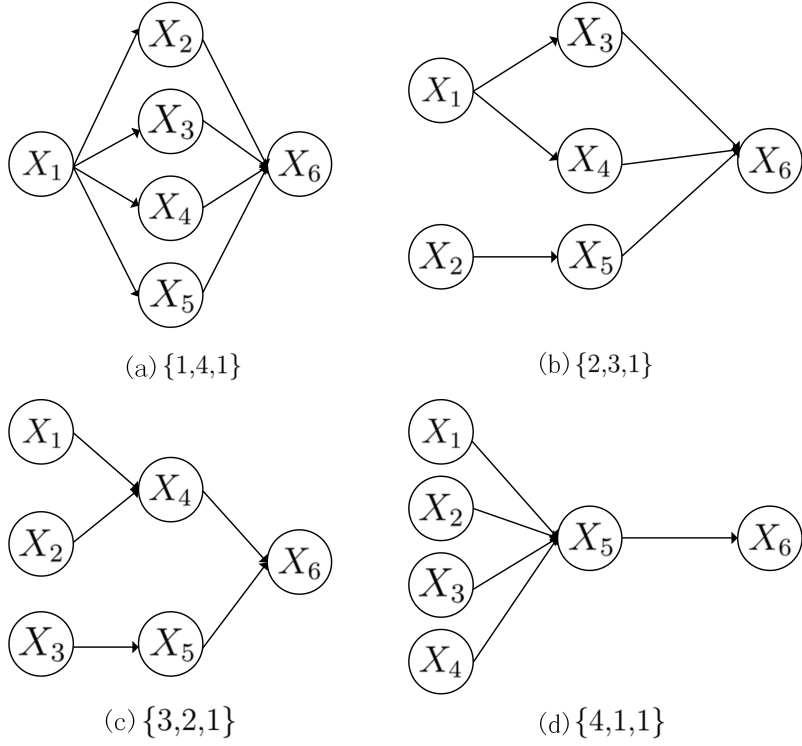 X₂
X₃
X₁
X₆
X₄
X₅
(a) {1,4,1}
X₃
X₁
X₄
X₆
X₂
X₅
(b) {2,3,1}
X₁
X₄
X₂
X₆
X₃
X₅
(c) {3,2,1}
X₁
X₂
X₅
X₆
X₃
X₄
(d) {4,1,1}